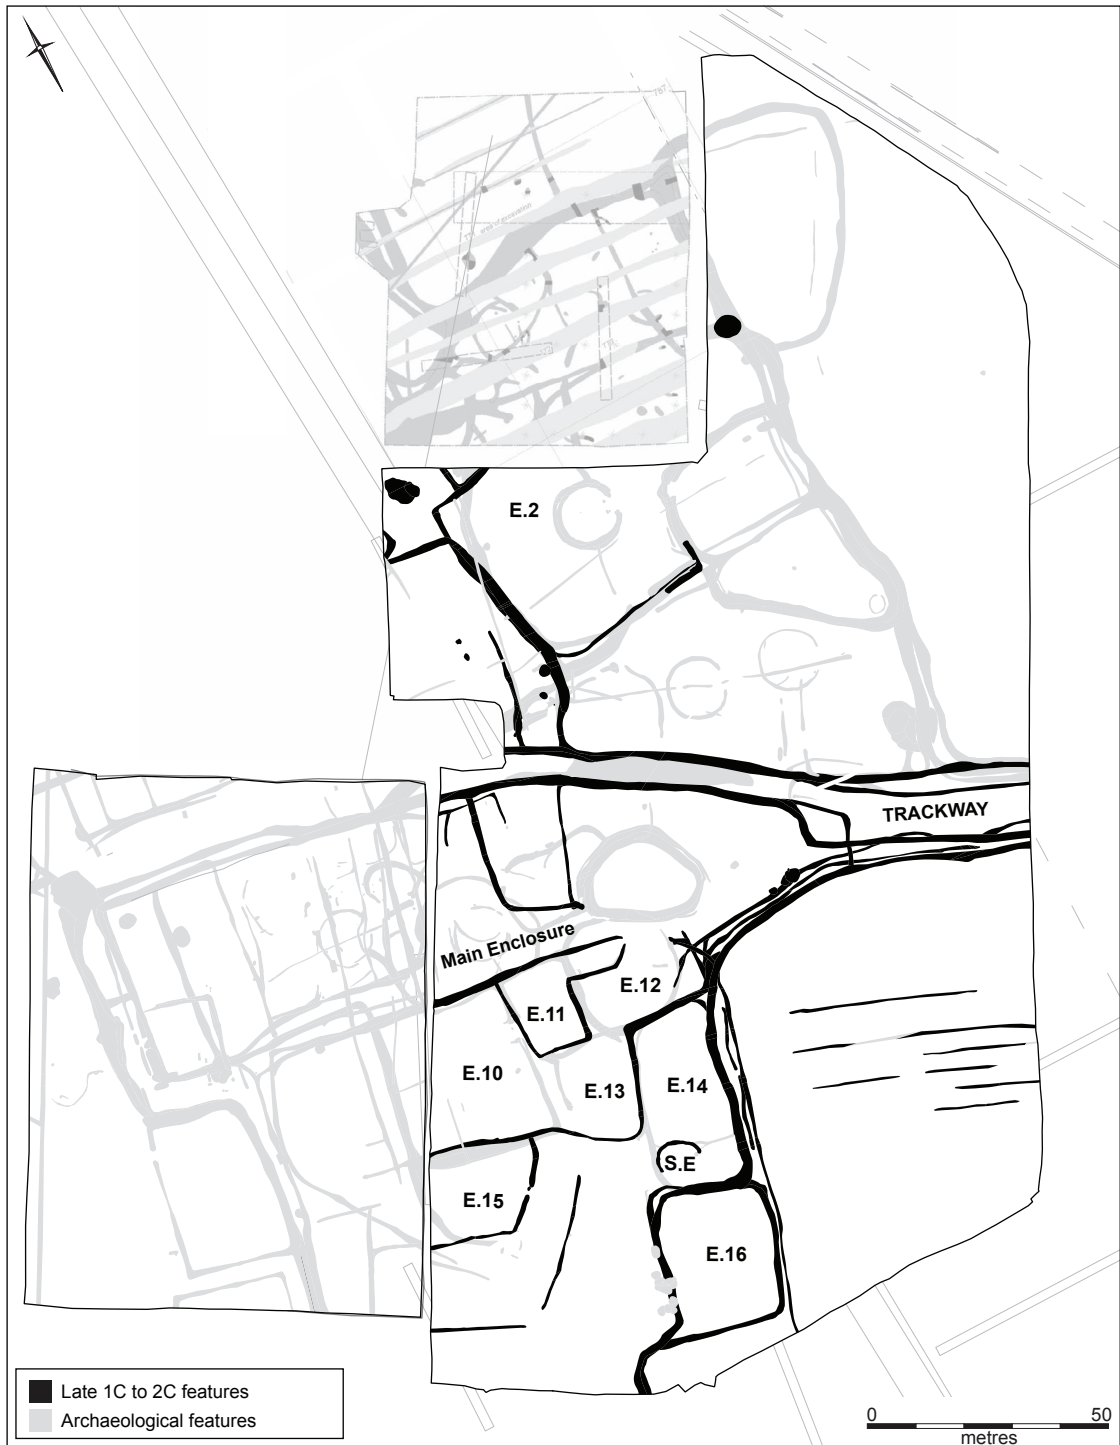 E.2
TRACKWAY
Main Enclosure
E.12
E.11
E.10
E.13
E.14
S.E
E.15
E.16
Late 1C to 2C features
Archaeological features
0 50
metres